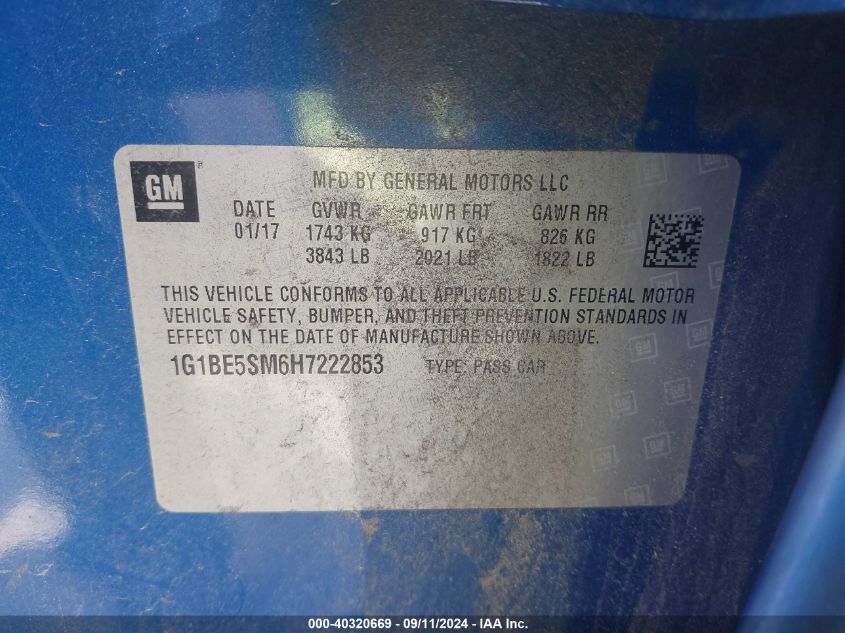 GM ®
MFD BY GENERAL MOTORS LLC
DATE GVWR GAWR FRT GAWR RR
01/17 1743 KG 917 KG 826 KG
3843 LB 2021 LB 1822 LB
THIS VEHICLE CONFORMS TO ALL APPLICABLE U.S. FEDERAL MOTOR
VEHICLE SAFETY, BUMPER, AND THEFT PREVENTION STANDARDS IN
EFFECT ON THE DATE OF MANUFACTURE SHOWN ABOVE.
1G1BE5SM6H7222853 TYPE: PASS CAR
000-40320669 - 09/11/2024 - IAA Inc.